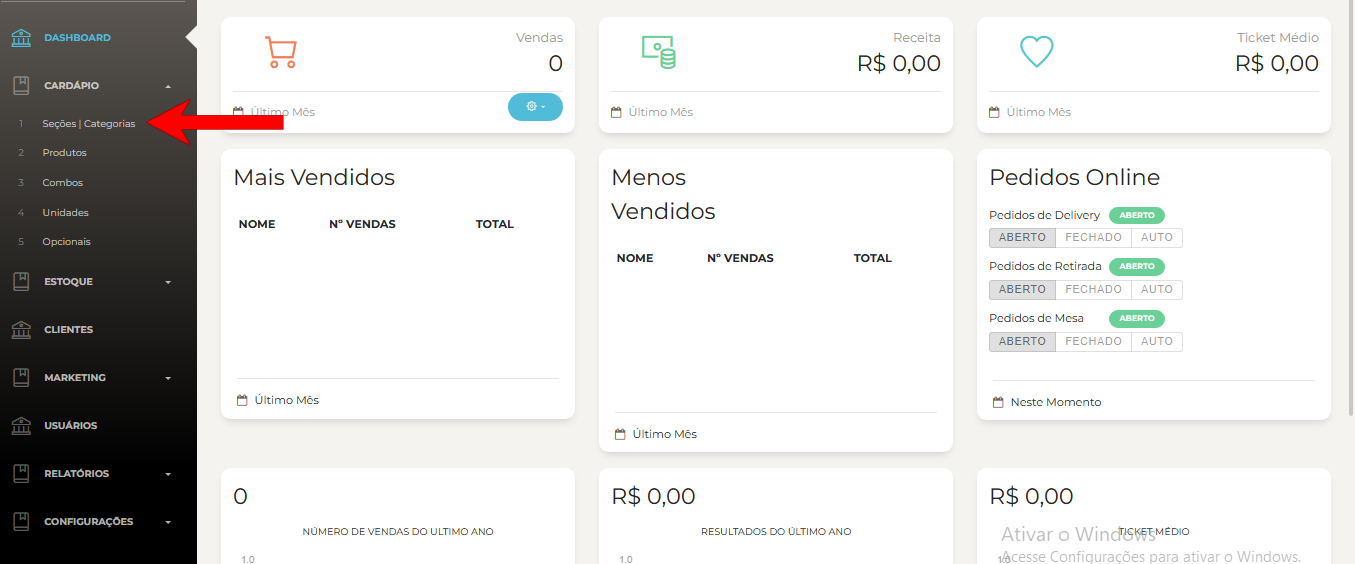 DASHBOARD
CARDÁPIO
1 Seções | Categorias
2 Produtos
3 Combos
4 Unidades
5 Opcionais
ESTOQUE
CLIENTES
MARKETING
USUÁRIOS
RELATÓRIOS
CONFIGURAÇÕES
Vendas
0
Último Mês
Receita
R$ 0,00
Último Mês
Ticket Médio
R$ 0,00
Último Mês
Mais Vendidos
NOME Nº VENDAS TOTAL
Último Mês
Menos
Vendidos
NOME Nº VENDAS TOTAL
Último Mês
Pedidos Online
Pedidos de Delivery ABERTO
ABERTO FECHADO AUTO
Pedidos de Retirada ABERTO
ABERTO FECHADO AUTO
Pedidos de Mesa ABERTO
ABERTO FECHADO AUTO
Neste Momento
0
NÚMERO DE VENDAS DO ULTIMO ANO
1.0
R$ 0,00
RESULTADOS DO ÚLTIMO ANO
1.0
R$ 0,00
TICKET MÉDIO
1.0
Ativar o Windows
Acesse Configurações para ativar o Windows.